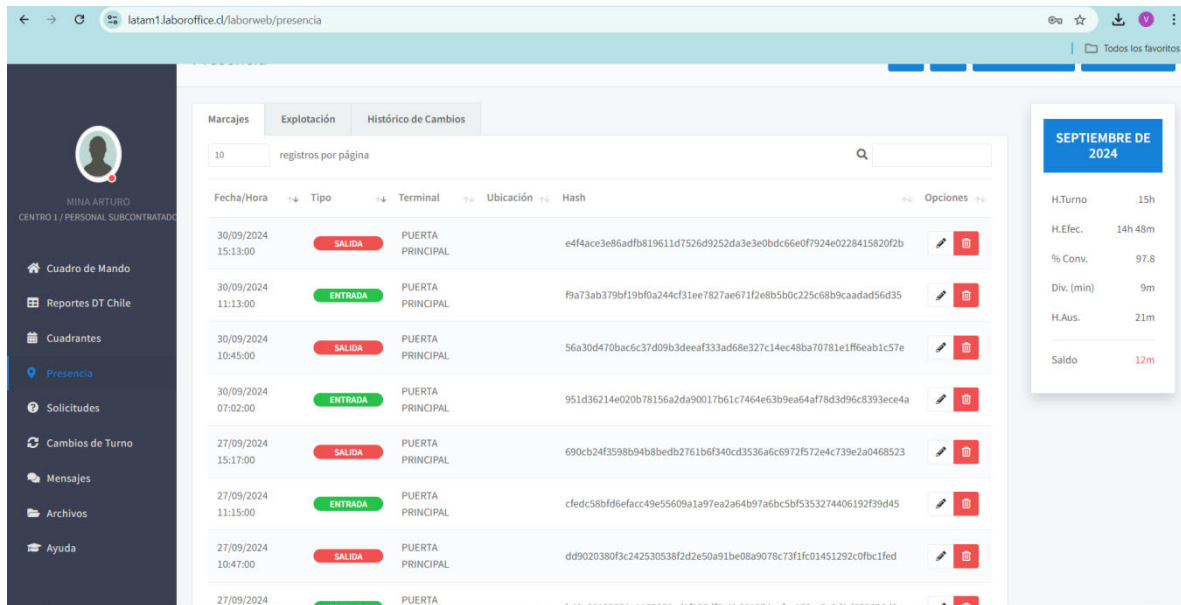 latam1.laboroffice.cl/laborweb/presencia
V
Todos los favoritos
MINA ARTURO
CENTRO 1 / PERSONAL SUBCONTRATADO
Cuadro de Mando
Reportes DT Chile
Cuadrantes
Presencia
Solicitudes
Cambios de Turno
Mensajes
Archivos
Ayuda
Marcajes Explotación Histórico de Cambios
10 registros por página
Fecha/Hora Tipo Terminal Ubicación Hash Opciones
30/09/2024 PUERTA
15:13:00 SALIDA PRINCIPAL e4f4ace3e86adfb819611d7526d9252da3e3e0bdc66e0f7924e0228415820f2b
30/09/2024 PUERTA
11:13:00 ENTRADA PRINCIPAL f9a73ab379bf19bf0a244cf31ee7827ae671f2e8b5b0c225c68b9caadad56d35
30/09/2024 PUERTA
10:45:00 SALIDA PRINCIPAL 56a30d470bac6c37d09b3deeaf333ad68e327c14ec48ba70781e1ff6eab1c57e
30/09/2024 PUERTA
07:02:00 ENTRADA PRINCIPAL 951d36214e020b78156a2da90017b61c7464e63b9ea64af78d3d96c8393ece4a
27/09/2024 PUERTA
15:17:00 SALIDA PRINCIPAL 690cb24f3598b94b8bedb2761b6f340cd3536a6c6972f572e4c739e2a0468523
27/09/2024 PUERTA
11:15:00 ENTRADA PRINCIPAL cfedc58bfd6efacc49e55609a1a97ea2a64b97a6bc5bf5353274406192f39d45
27/09/2024 PUERTA
10:47:00 SALIDA PRINCIPAL dd9020380f3c242530538f2d2e50a91be08a9078c73f1fc01451292c0fbc1fed
27/09/2024 PUERTA
SEPTIEMBRE DE
2024
H.Turno 15h
H.Efec. 14h 48m
% Conv. 97.8
Div. (min) 9m
H.Aus. 21m
Saldo 12m